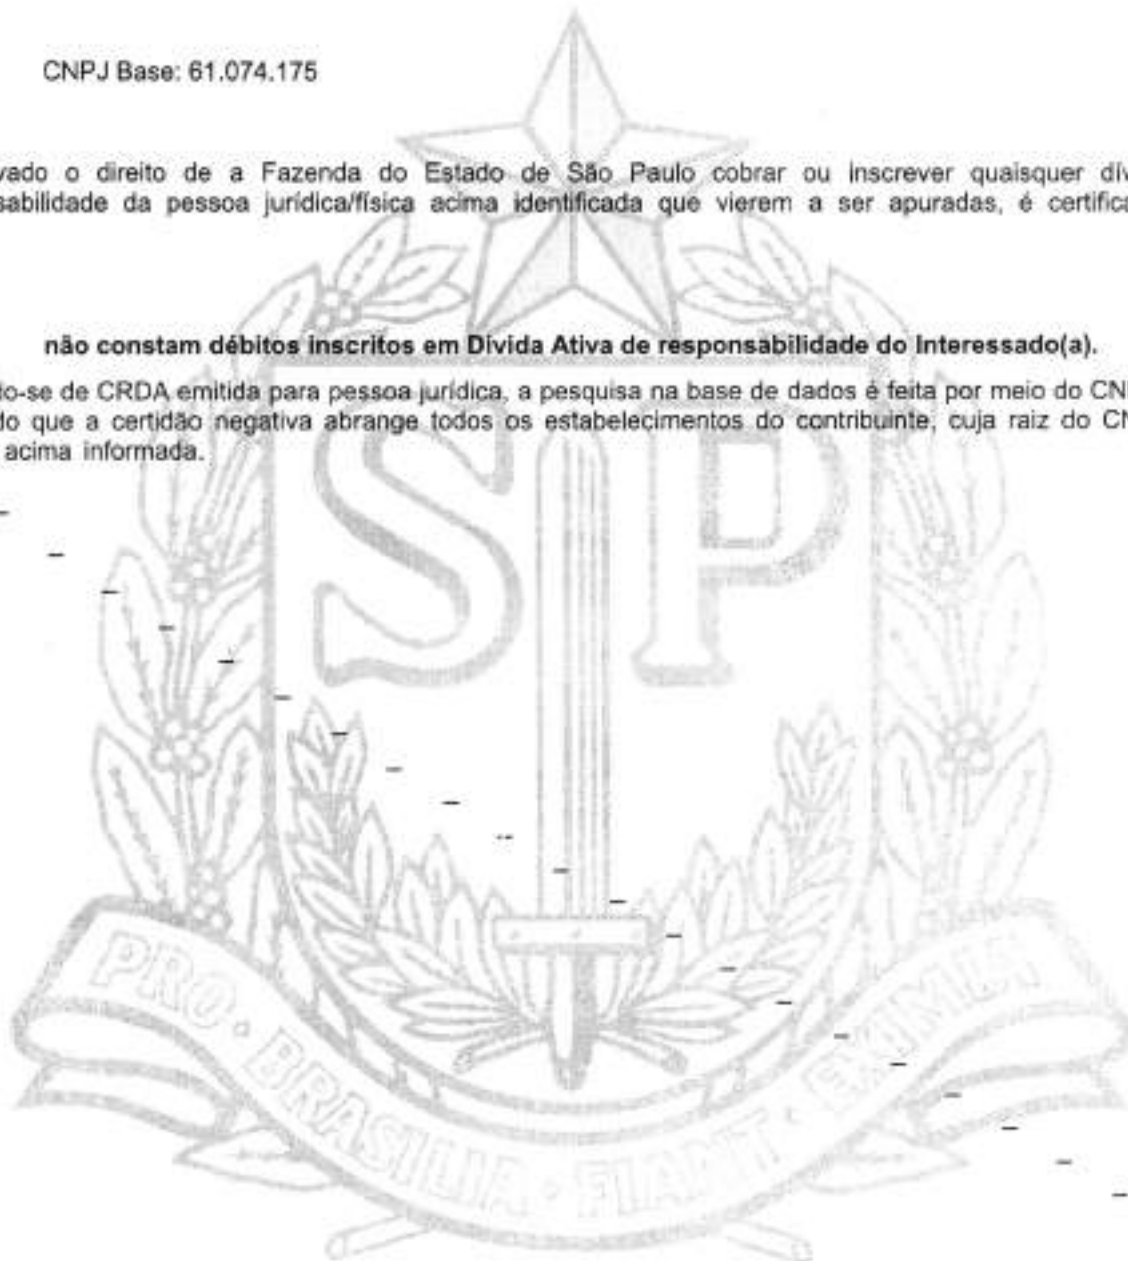 CNPJ Base: 61.074.175
vado o direito de a Fazenda do Estado de São Paulo cobrar ou inscrever quaisquer dív
sabilidade da pessoa jurídica/física acima identificada que vierem a ser apuradas, é certifica
não constam débitos inscritos em Dívida Ativa de responsabilidade do Interessado(a).
o-se de CRDA emitida para pessoa jurídica, a pesquisa na base de dados é feita por meio do CN
do que a certidão negativa abrange todos os estabelecimentos do contribuinte, cuja raiz do CN
acima informada.
SP
PRO · BRASILIA · FIANT · EXIMIA